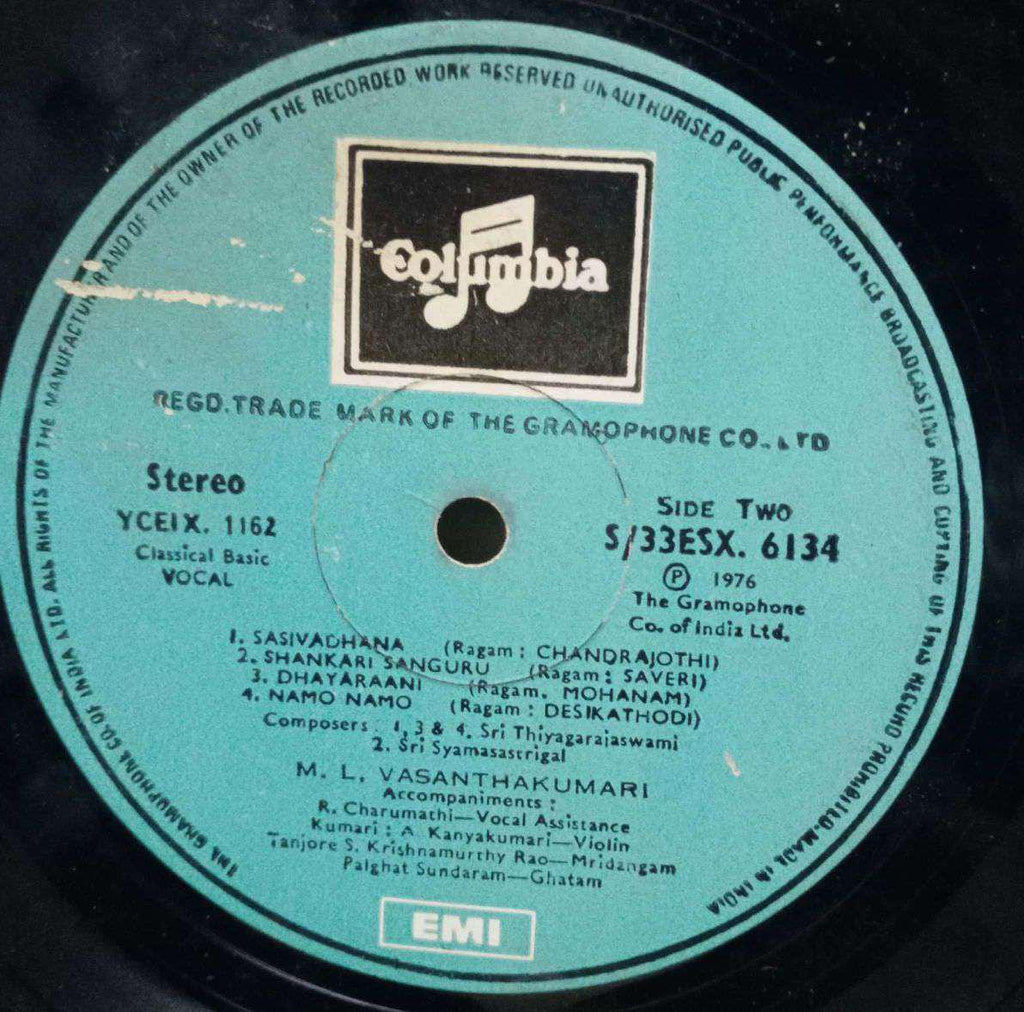 THE GRAMOPHONE CO. OF INDIA LTD. ALL RIGHTS OF THE MANUFACTURER AND OF THE OWNER OF THE RECORDED WORK RESERVED UNAUTHORISED PUBLIC PERFORMANCE BROADCASTING AND COPYING OF THIS RECORD PROHIBITED. MADE IN INDIA
Columbia
REGD. TRADE MARK OF THE GRAMOPHONE CO., LTD
Stereo
YCEIX. 1162
Classical Basic
VOCAL
SIDE TWO
S/33ESX. 6134
Ⓟ 1976
The Gramophone
Co. of India Ltd.
1. SASIVADHANA (Ragam : CHANDRAJOTHI)
2. SHANKARI SANGURU (Ragam : SAVERI)
3. DHAYARAANI (Ragam. MOHANAM)
4. NAMO NAMO (Ragam : DESIKATHODI)
Composers : 1, 3 & 4. Sri Thiyagarajaswami
2. Sri Syamasastrigal
M. L. VASANTHAKUMARI
Accompaniments :
R. Charumathi—Vocal Assistance
Kumari : A Kanyakumari—Violin
Tanjore S. Krishnamurthy Rao—Mridangam
Palghat Sundaram—Ghatam
EMI